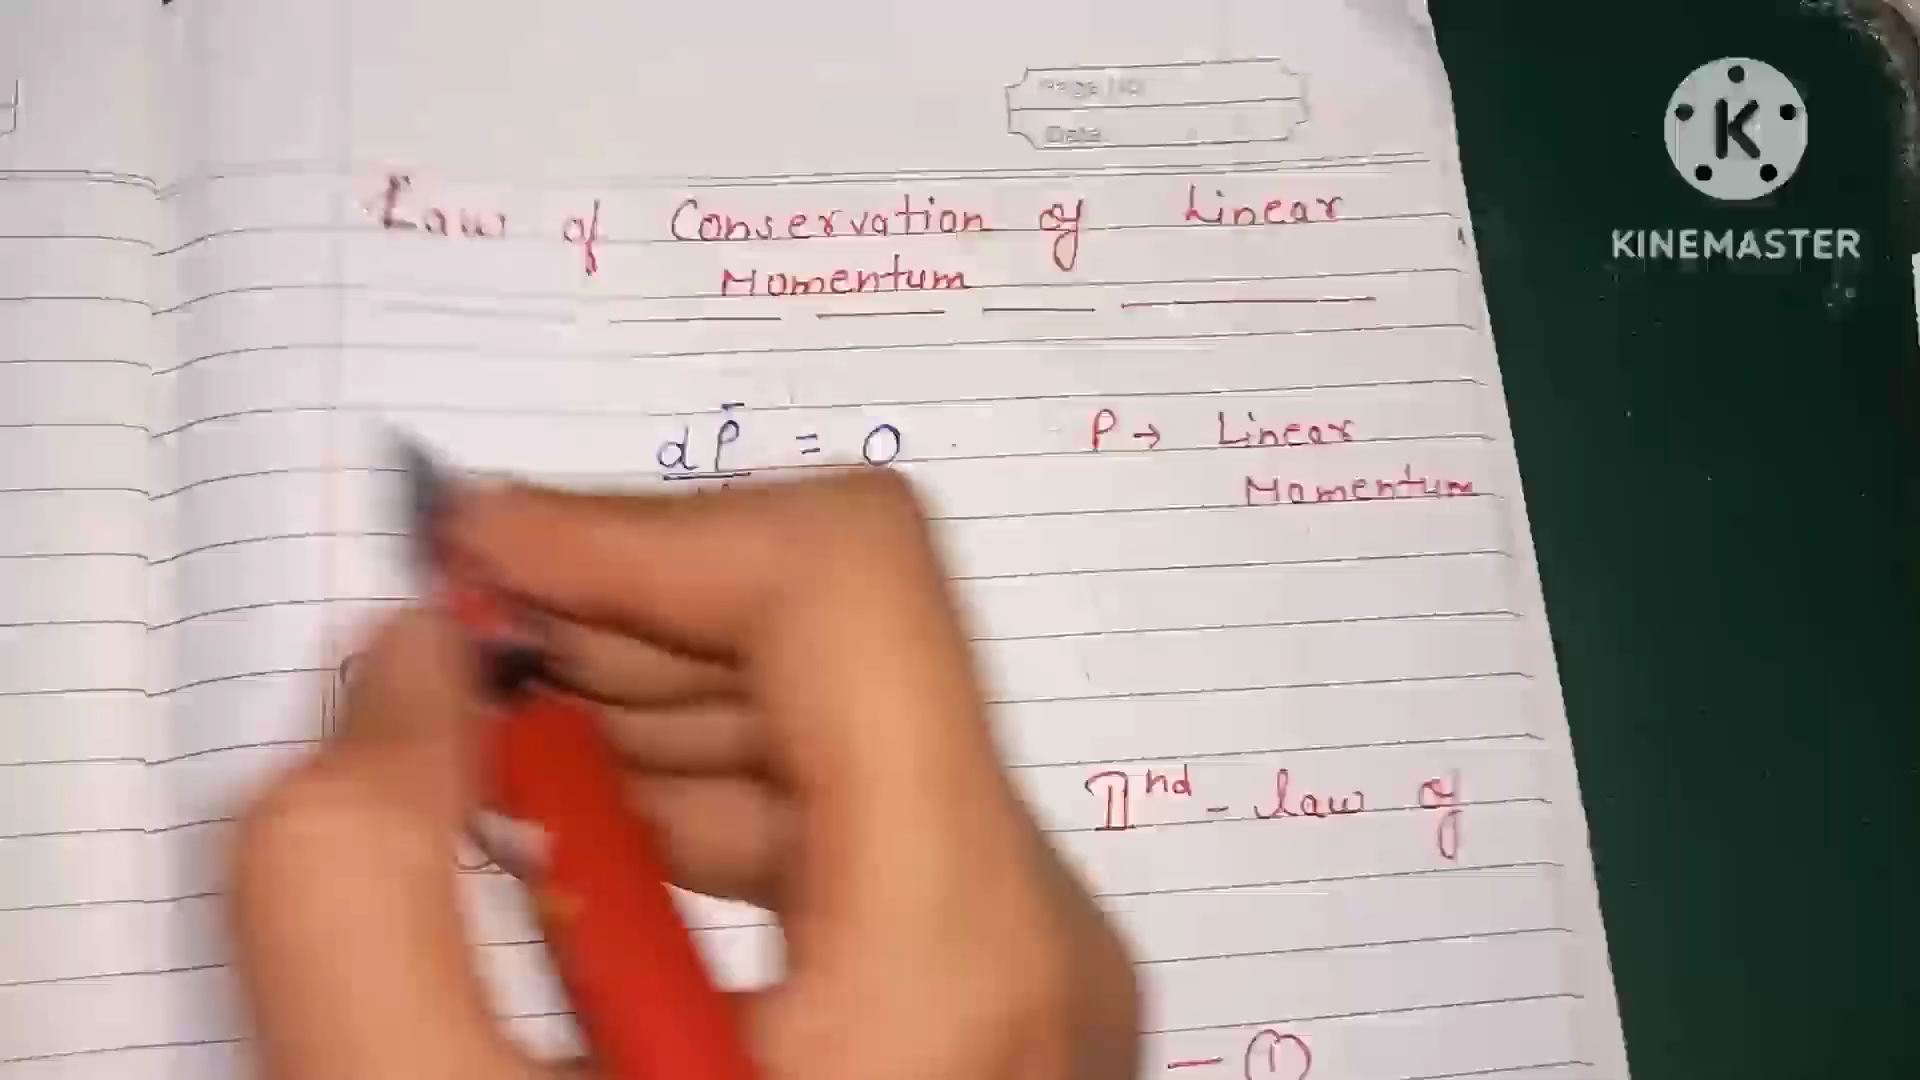 Page No.
Date
K
KINEMASTER
Law of Conservation of Linear
Momentum
dP̄ = 0
P → Linear
Momentum
IInd - law of
— ①